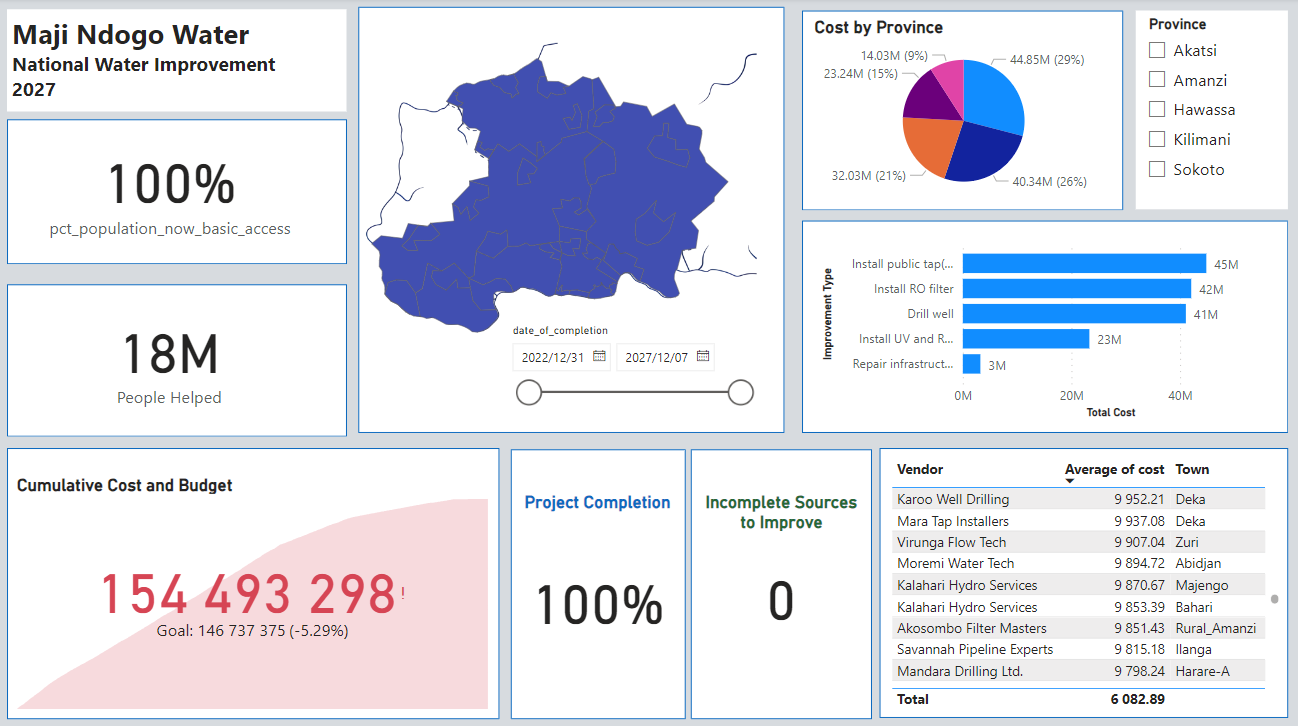 Maji Ndogo Water
National Water Improvement
2027
100%
pct_population_now_basic_access
18M
People Helped
date_of_completion
2022/12/31 2027/12/07
Cost by Province
14.03M (9%)
44.85M (29%)
23.24M (15%)
32.03M (21%)
40.34M (26%)
Province
Akatsi
Amanzi
Hawassa
Kilimani
Sokoto
Improvement Type
Install public tap(... 45M
Install RO filter 42M
Drill well 41M
Install UV and R... 23M
Repair infrastruct... 3M
0M 20M 40M
Total Cost
Cumulative Cost and Budget
154 493 298!
Goal: 146 737 375 (-5.29%)
Project Completion
100%
Incomplete Sources
to Improve
0
Vendor Average of cost Town
Karoo Well Drilling 9 952.21 Deka
Mara Tap Installers 9 937.08 Deka
Virunga Flow Tech 9 907.04 Zuri
Moremi Water Tech 9 894.72 Abidjan
Kalahari Hydro Services 9 870.67 Majengo
Kalahari Hydro Services 9 853.39 Bahari
Akosombo Filter Masters 9 851.43 Rural_Amanzi
Savannah Pipeline Experts 9 815.18 Ilanga
Mandara Drilling Ltd. 9 798.24 Harare-A
Total 6 082.89